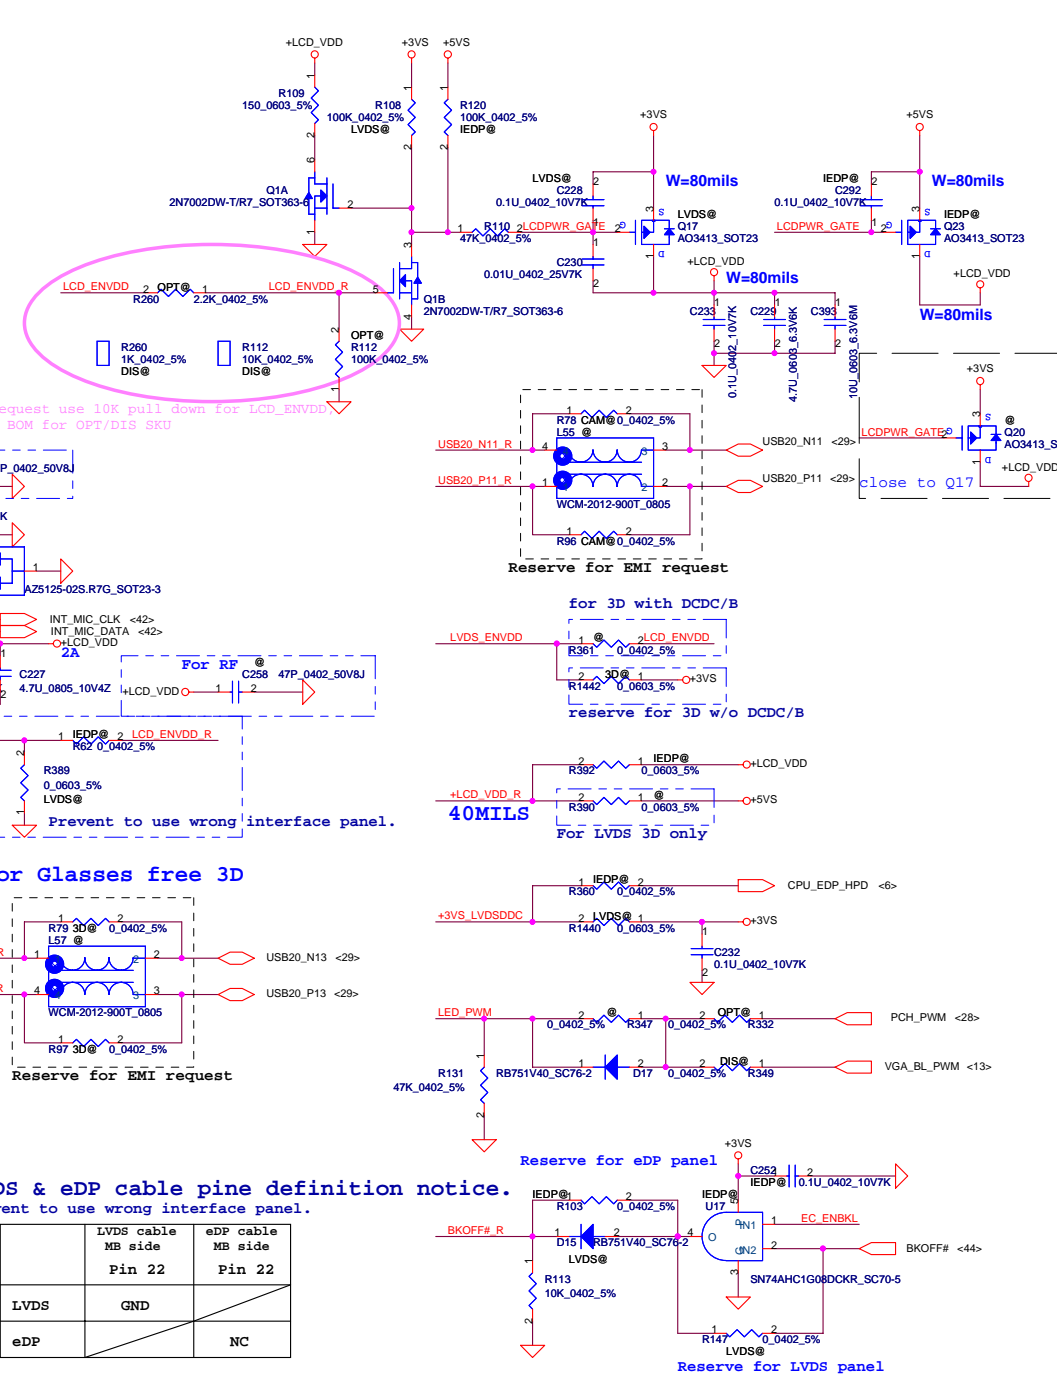 +LCD_VDD
+3VS
+5VS
R109
150_0603_5%
R108
100K_0402_5%
LVDS@
R120
100K_0402_5%
IEDP@
Q1A
2N7002DW-T/R7_SOT363-6
R110
47K_0402_5%
LCDPWR_GATE
Q1B
2N7002DW-T/R7_SOT363-6
+3VS
LVDS@
C228
0.1U_0402_10V7K
W=80mils
LVDS@
Q17
AO3413_SOT23
C230
0.01U_0402_25V7K
+LCD_VDD
W=80mils
C233
0.1U_0402_10V7K
C229
4.7U_0603_6.3V6K
C393
10U_0603_6.3V6M
+5VS
IEDP@
C292
0.1U_0402_10V7K
W=80mils
LCDPWR_GATE
IEDP@
Q23
AO3413_SOT23
+LCD_VDD
W=80mils
LCD_ENVDD
OPT@
R260
2.2K_0402_5%
LCD_ENVDD_R
R260
1K_0402_5%
DIS@
R112
10K_0402_5%
DIS@
OPT@
R112
100K_0402_5%
equest use 10K pull down for LCD_ENVDD,
BOM for OPT/DIS SKU
+3VS
LCDPWR_GATE
@
Q20
AO3413_S
+LCD_VDD
close to Q17
R78 CAM@ 0_0402_5%
L55 @
USB20_N11_R
USB20_N11 <29>
USB20_P11_R
USB20_P11 <29>
WCM-2012-900T_0805
R96 CAM@ 0_0402_5%
Reserve for EMI request
P_0402_50V8J
K
AZ5125-02S.R7G_SOT23-3
INT_MIC_CLK <42>
INT_MIC_DATA <42>
+LCD_VDD
2A
C227
4.7U_0805_10V4Z
For RF
@
C258 47P_0402_50V8J
+LCD_VDD
IEDP@
R62 0_0402_5%
LCD_ENVDD_R
R389
0_0603_5%
LVDS@
Prevent to use wrong interface panel.
for 3D with DCDC/B
LVDS_ENVDD
@
LCD_ENVDD
R361 0_0402_5%
3D@
+3VS
R1442 0_0603_5%
reserve for 3D w/o DCDC/B
IEDP@
+LCD_VDD
R392 0_0603_5%
+LCD_VDD_R
40MILS
@
+5VS
R390 0_0603_5%
For LVDS 3D only
or Glasses free 3D
R79 3D@ 0_0402_5%
L57 @
USB20_N13 <29>
USB20_P13 <29>
WCM-2012-900T_0805
R97 3D@ 0_0402_5%
Reserve for EMI request
IEDP@
R360 0_0402_5%
CPU_EDP_HPD <6>
+3VS_LVDSDDC
LVDS@
R1440 0_0603_5%
+3VS
C232
0.1U_0402_10V7K
LED_PWM
@
0_0402_5% R347
OPT@
0_0402_5% R332
PCH_PWM <28>
R131
47K_0402_5%
RB751V40_SC76-2
D17
DIS@
0_0402_5% R349
VGA_BL_PWM <13>
Reserve for eDP panel
+3VS
C252
IEDP@
0.1U_0402_10V7K
IEDP@
R103 0_0402_5%
IEDP@
U17
BKOFF#_R
D15 RB751V40_SC76-2
LVDS@
R113
10K_0402_5%
P
IN1
IN2
G
O
EC_ENBKL
BKOFF# <44>
SN74AHC1G08DCKR_SC70-5
R147 0_0402_5%
LVDS@
Reserve for LVDS panel
DS & eDP cable pine definition notice.
vent to use wrong interface panel.
LVDS cable
MB side
Pin 22
eDP cable
MB side
Pin 22
LVDS GND
eDP NC